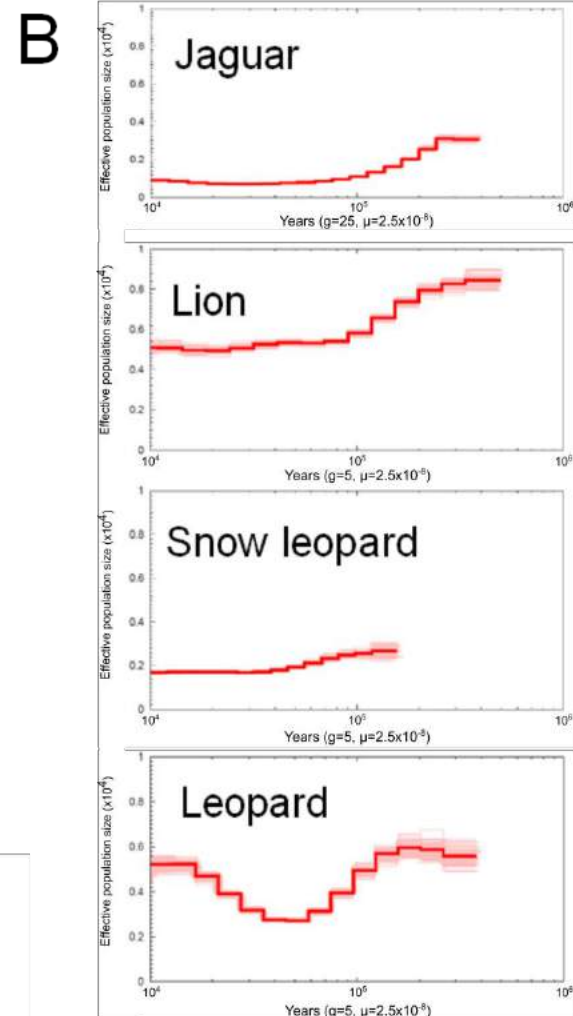 B
Jaguar
Effective population size (x10⁴)
1
0.8
0.6
0.4
0.2
0
10⁴ 10⁵ 10⁶
Years (g=25, μ=2.5x10⁻⁸)
Lion
Effective population size (x10⁴)
1
0.8
0.6
0.4
0.2
0
10⁴ 10⁵ 10⁶
Years (g=5, μ=2.5x10⁻⁸)
Snow leopard
Effective population size (x10⁴)
1
0.8
0.6
0.4
0.2
0
10⁴ 10⁵ 10⁶
Years (g=5, μ=2.5x10⁻⁸)
Leopard
Effective population size (x10⁴)
1
0.8
0.6
0.4
0.2
0
10⁴ 10⁵ 10⁶
Years (g=5, μ=2.5x10⁻⁸)